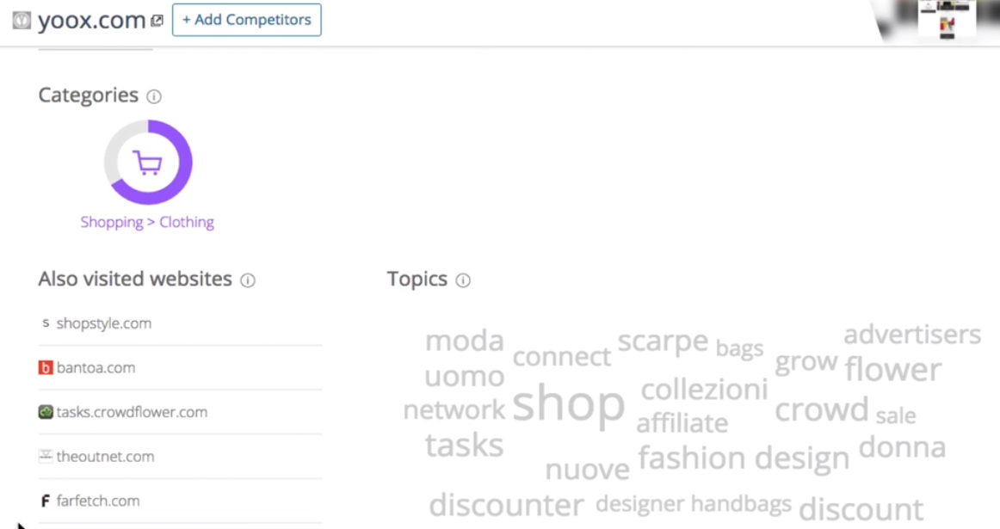 yoox.com + Add Competitors
Categories
Shopping > Clothing
Also visited websites
s shopstyle.com
b bantoa.com
tasks.crowdflower.com
theoutnet.com
F farfetch.com
Topics
moda connect scarpe bags advertisers
uomo grow flower
network shop collezioni crowd sale
affiliate
tasks nuove fashion design donna
discounter designer handbags discount